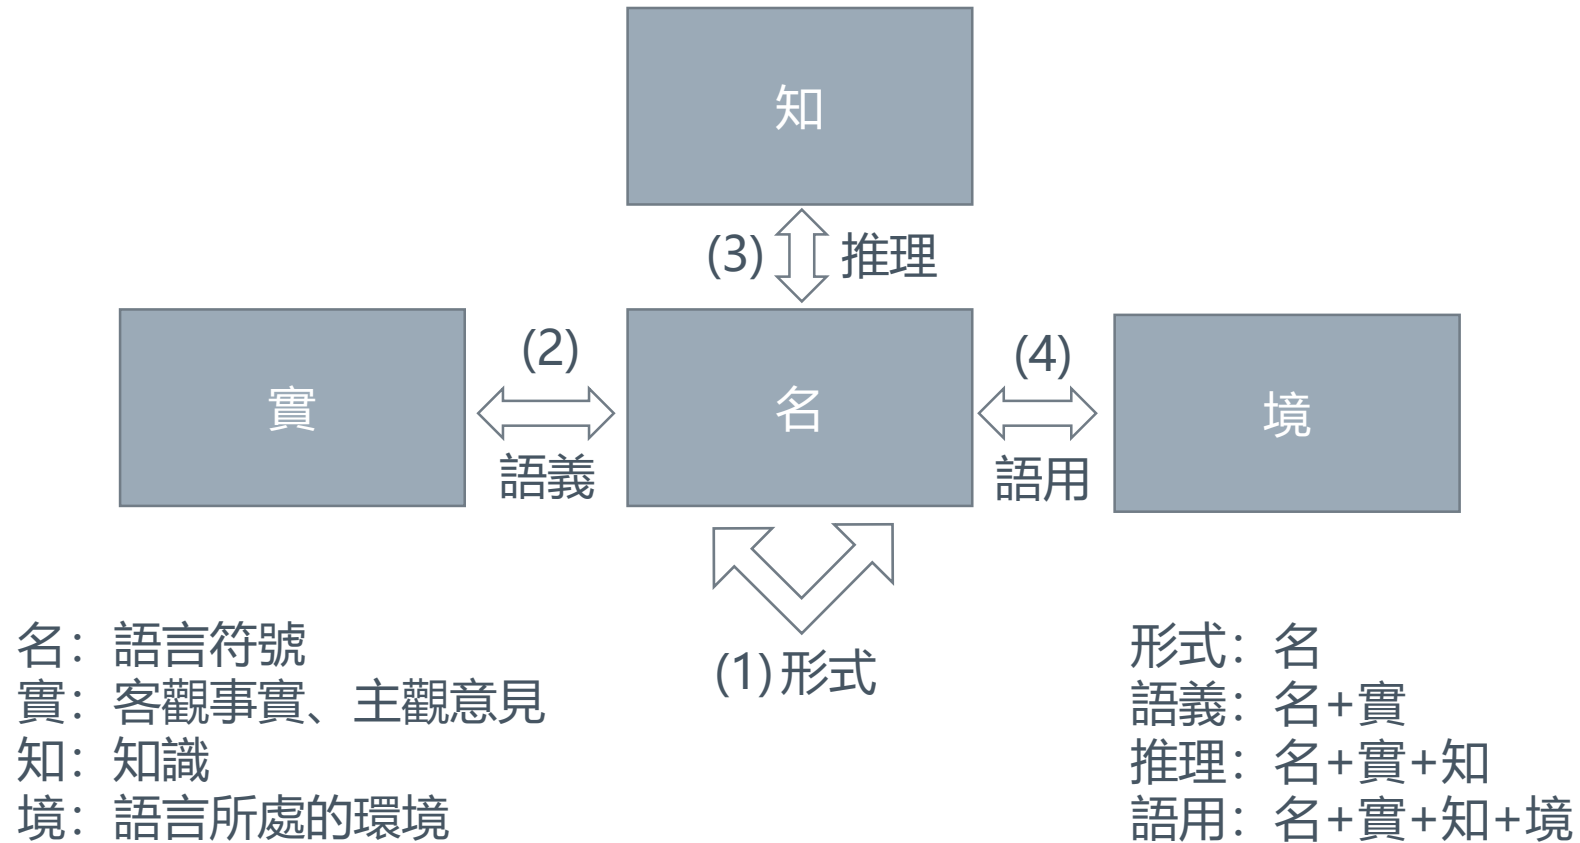 知
(3) 推理
實
(2)
語義
名
(4)
語用
境
(1) 形式
名：語言符號
實：客觀事實、主觀意見
知：知識
境：語言所處的環境
形式：名
語義：名+實
推理：名+實+知
語用：名+實+知+境